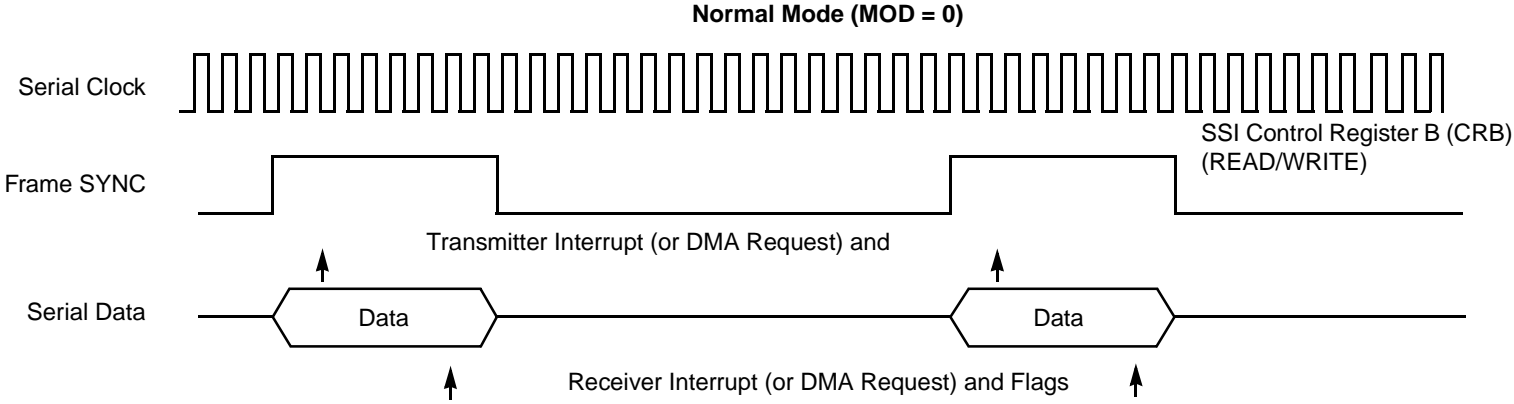 Normal Mode (MOD = 0)
Serial Clock
SSI Control Register B (CRB)
(READ/WRITE)
Frame SYNC
Transmitter Interrupt (or DMA Request) and
Serial Data
Data
Data
Receiver Interrupt (or DMA Request) and Flags